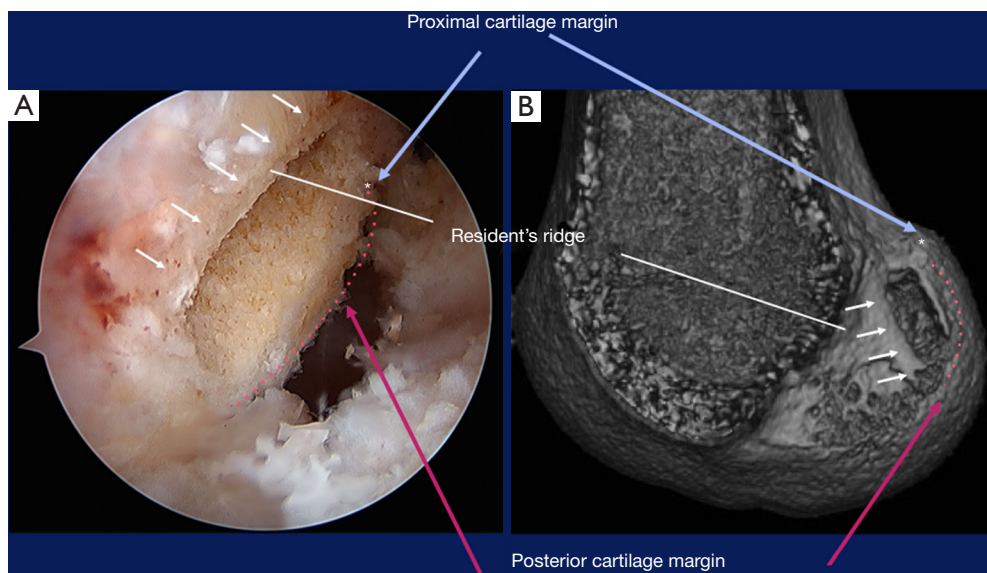 Proximal cartilage margin
A
B
Resident's ridge
Posterior cartilage margin